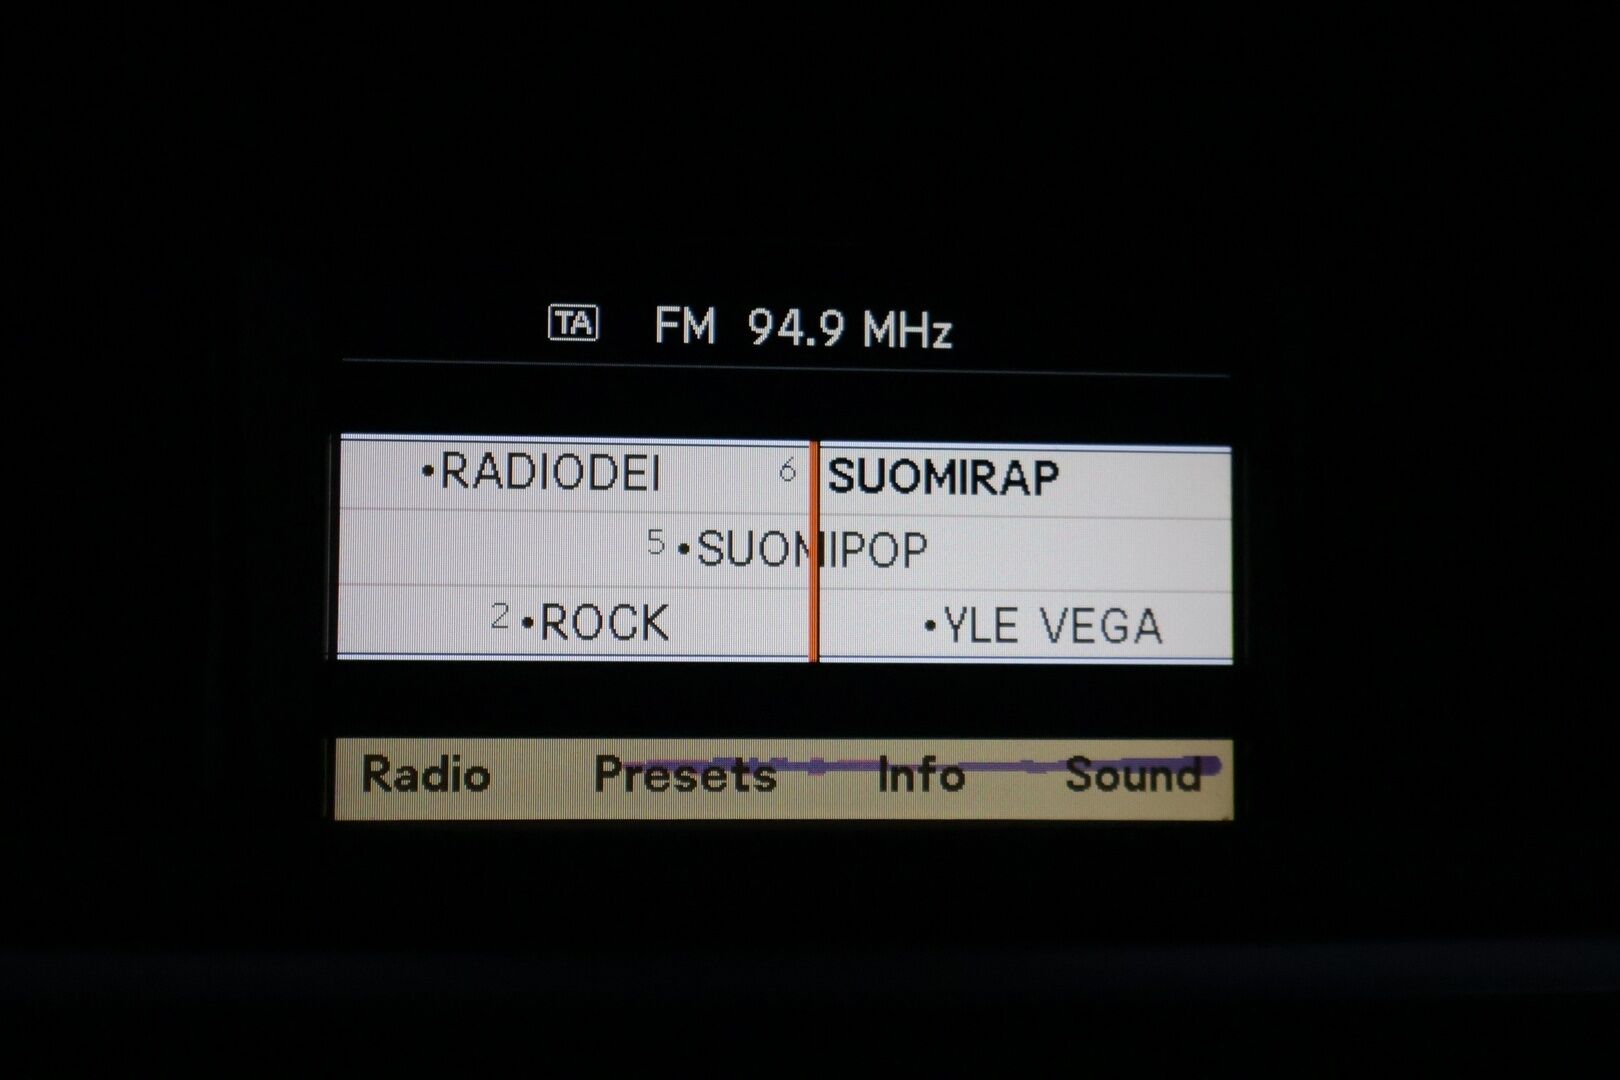 TA FM 94.9 MHz
•RADIODEI 6 SUOMIRAP
5 •SUOMIPOP
2 •ROCK •YLE VEGA
Radio Presets Info Sound